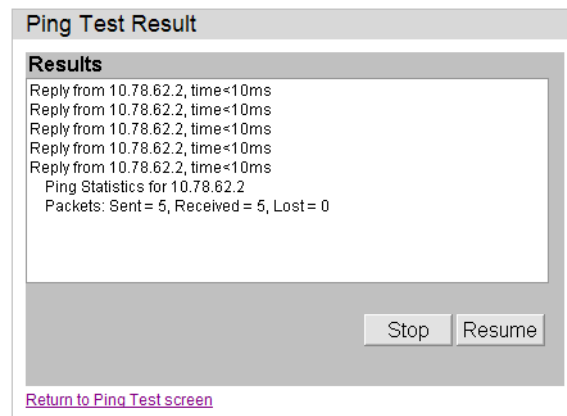 Ping Test Result
Results
Reply from 10.78.62.2, time<10ms
Reply from 10.78.62.2, time<10ms
Reply from 10.78.62.2, time<10ms
Reply from 10.78.62.2, time<10ms
Reply from 10.78.62.2, time<10ms
Ping Statistics for 10.78.62.2
Packets: Sent = 5, Received = 5, Lost = 0
Stop Resume
Return to Ping Test screen